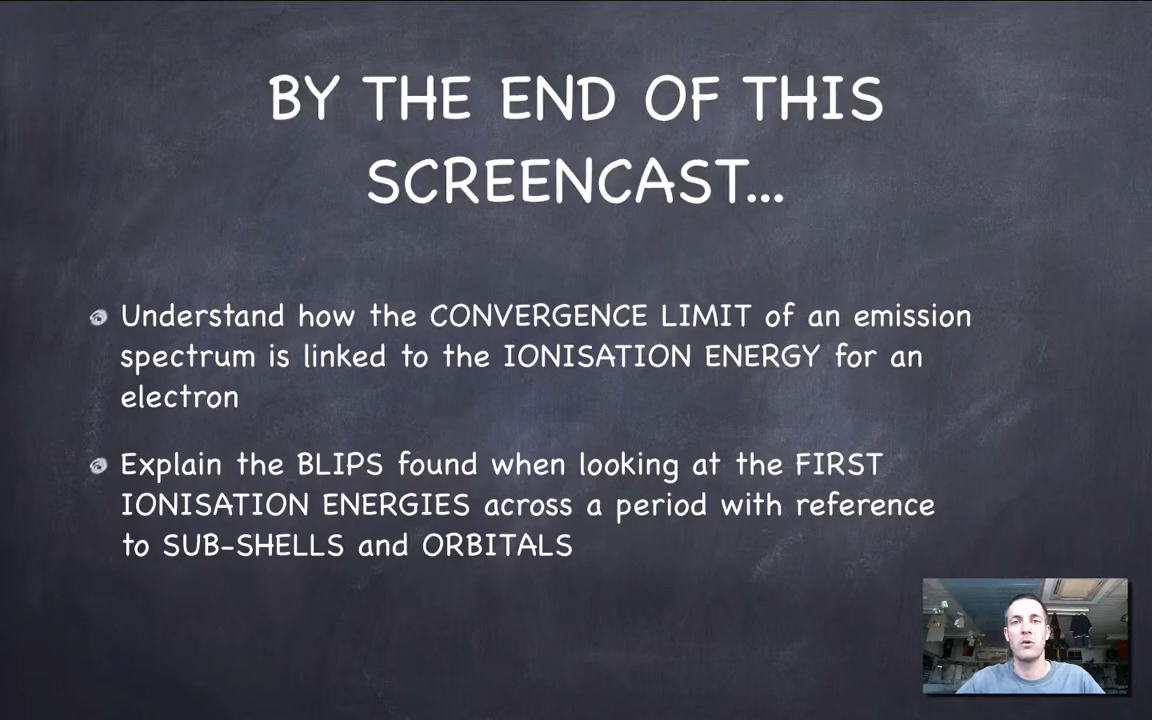 BY THE END OF THIS
SCREENCAST...
Understand how the CONVERGENCE LIMIT of an emission
spectrum is linked to the IONISATION ENERGY for an
electron
Explain the BLIPS found when looking at the FIRST
IONISATION ENERGIES across a period with reference
to SUB-SHELLS and ORBITALS